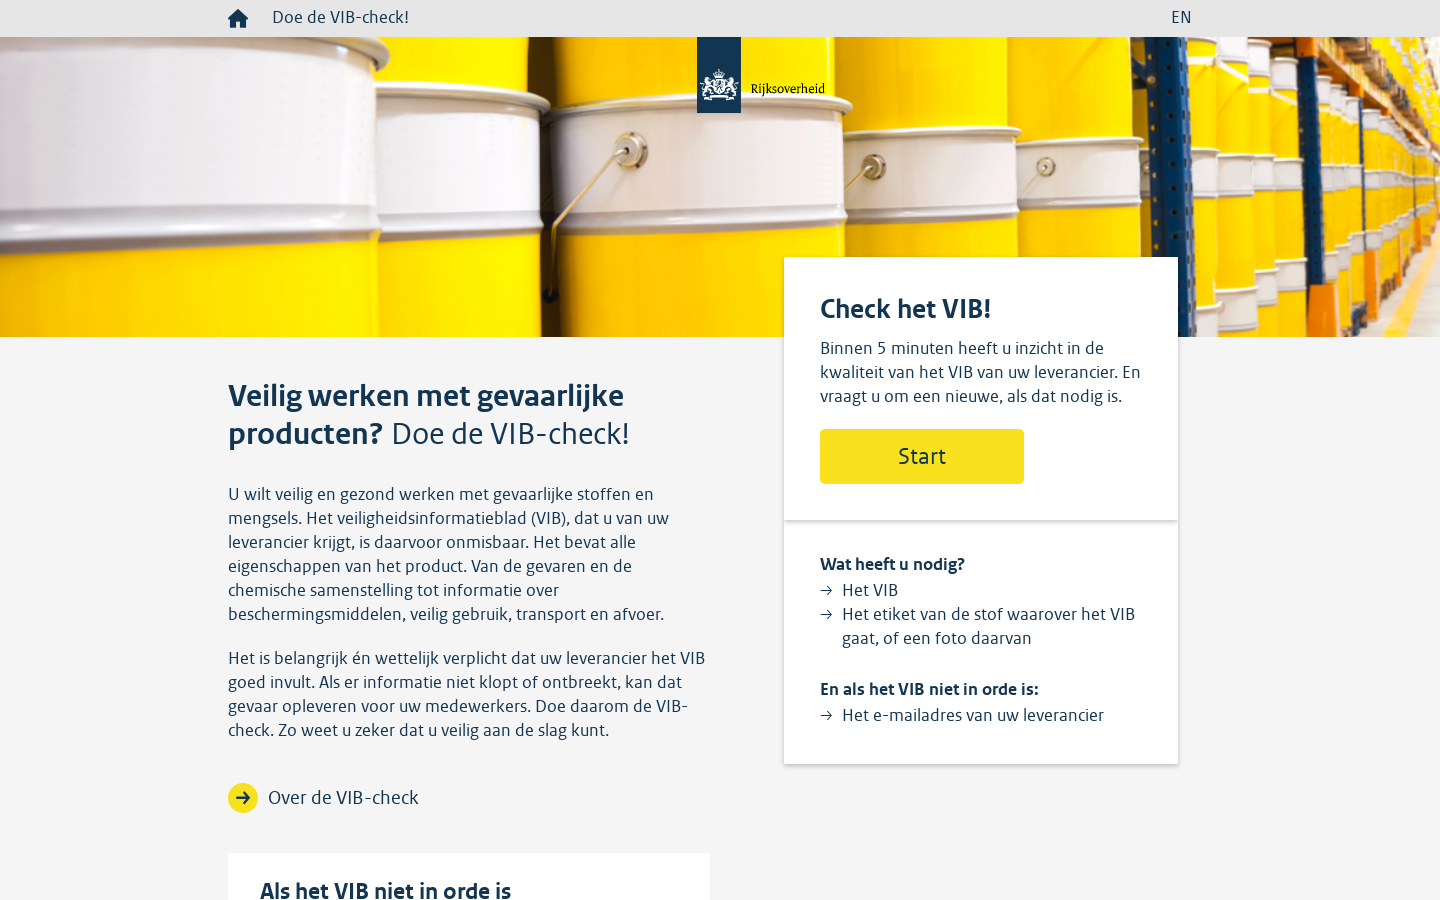 Doe de VIB-check!
EN
Rijksoverheid
Check het VIB!
Binnen 5 minuten heeft u inzicht in de
kwaliteit van het VIB van uw leverancier. En
vraagt u om een nieuwe, als dat nodig is.
Start
Veilig werken met gevaarlijke
producten? Doe de VIB-check!
U wilt veilig en gezond werken met gevaarlijke stoffen en
mengsels. Het veiligheidsinformatieblad (VIB), dat u van uw
leverancier krijgt, is daarvoor onmisbaar. Het bevat alle
eigenschappen van het product. Van de gevaren en de
chemische samenstelling tot informatie over
beschermingsmiddelen, veilig gebruik, transport en afvoer.
Het is belangrijk én wettelijk verplicht dat uw leverancier het VIB
goed invult. Als er informatie niet klopt of ontbreekt, kan dat
gevaar opleveren voor uw medewerkers. Doe daarom de VIB-
check. Zo weet u zeker dat u veilig aan de slag kunt.
Over de VIB-check
Wat heeft u nodig?
Het VIB
Het etiket van de stof waarover het VIB
gaat, of een foto daarvan
En als het VIB niet in orde is:
Het e-mailadres van uw leverancier
Als het VIB niet in orde is